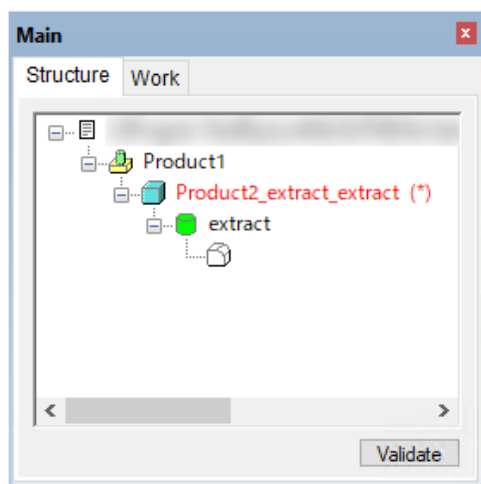 Main
Structure Work
Product1
Product2_extract_extract (*)
extract
Validate